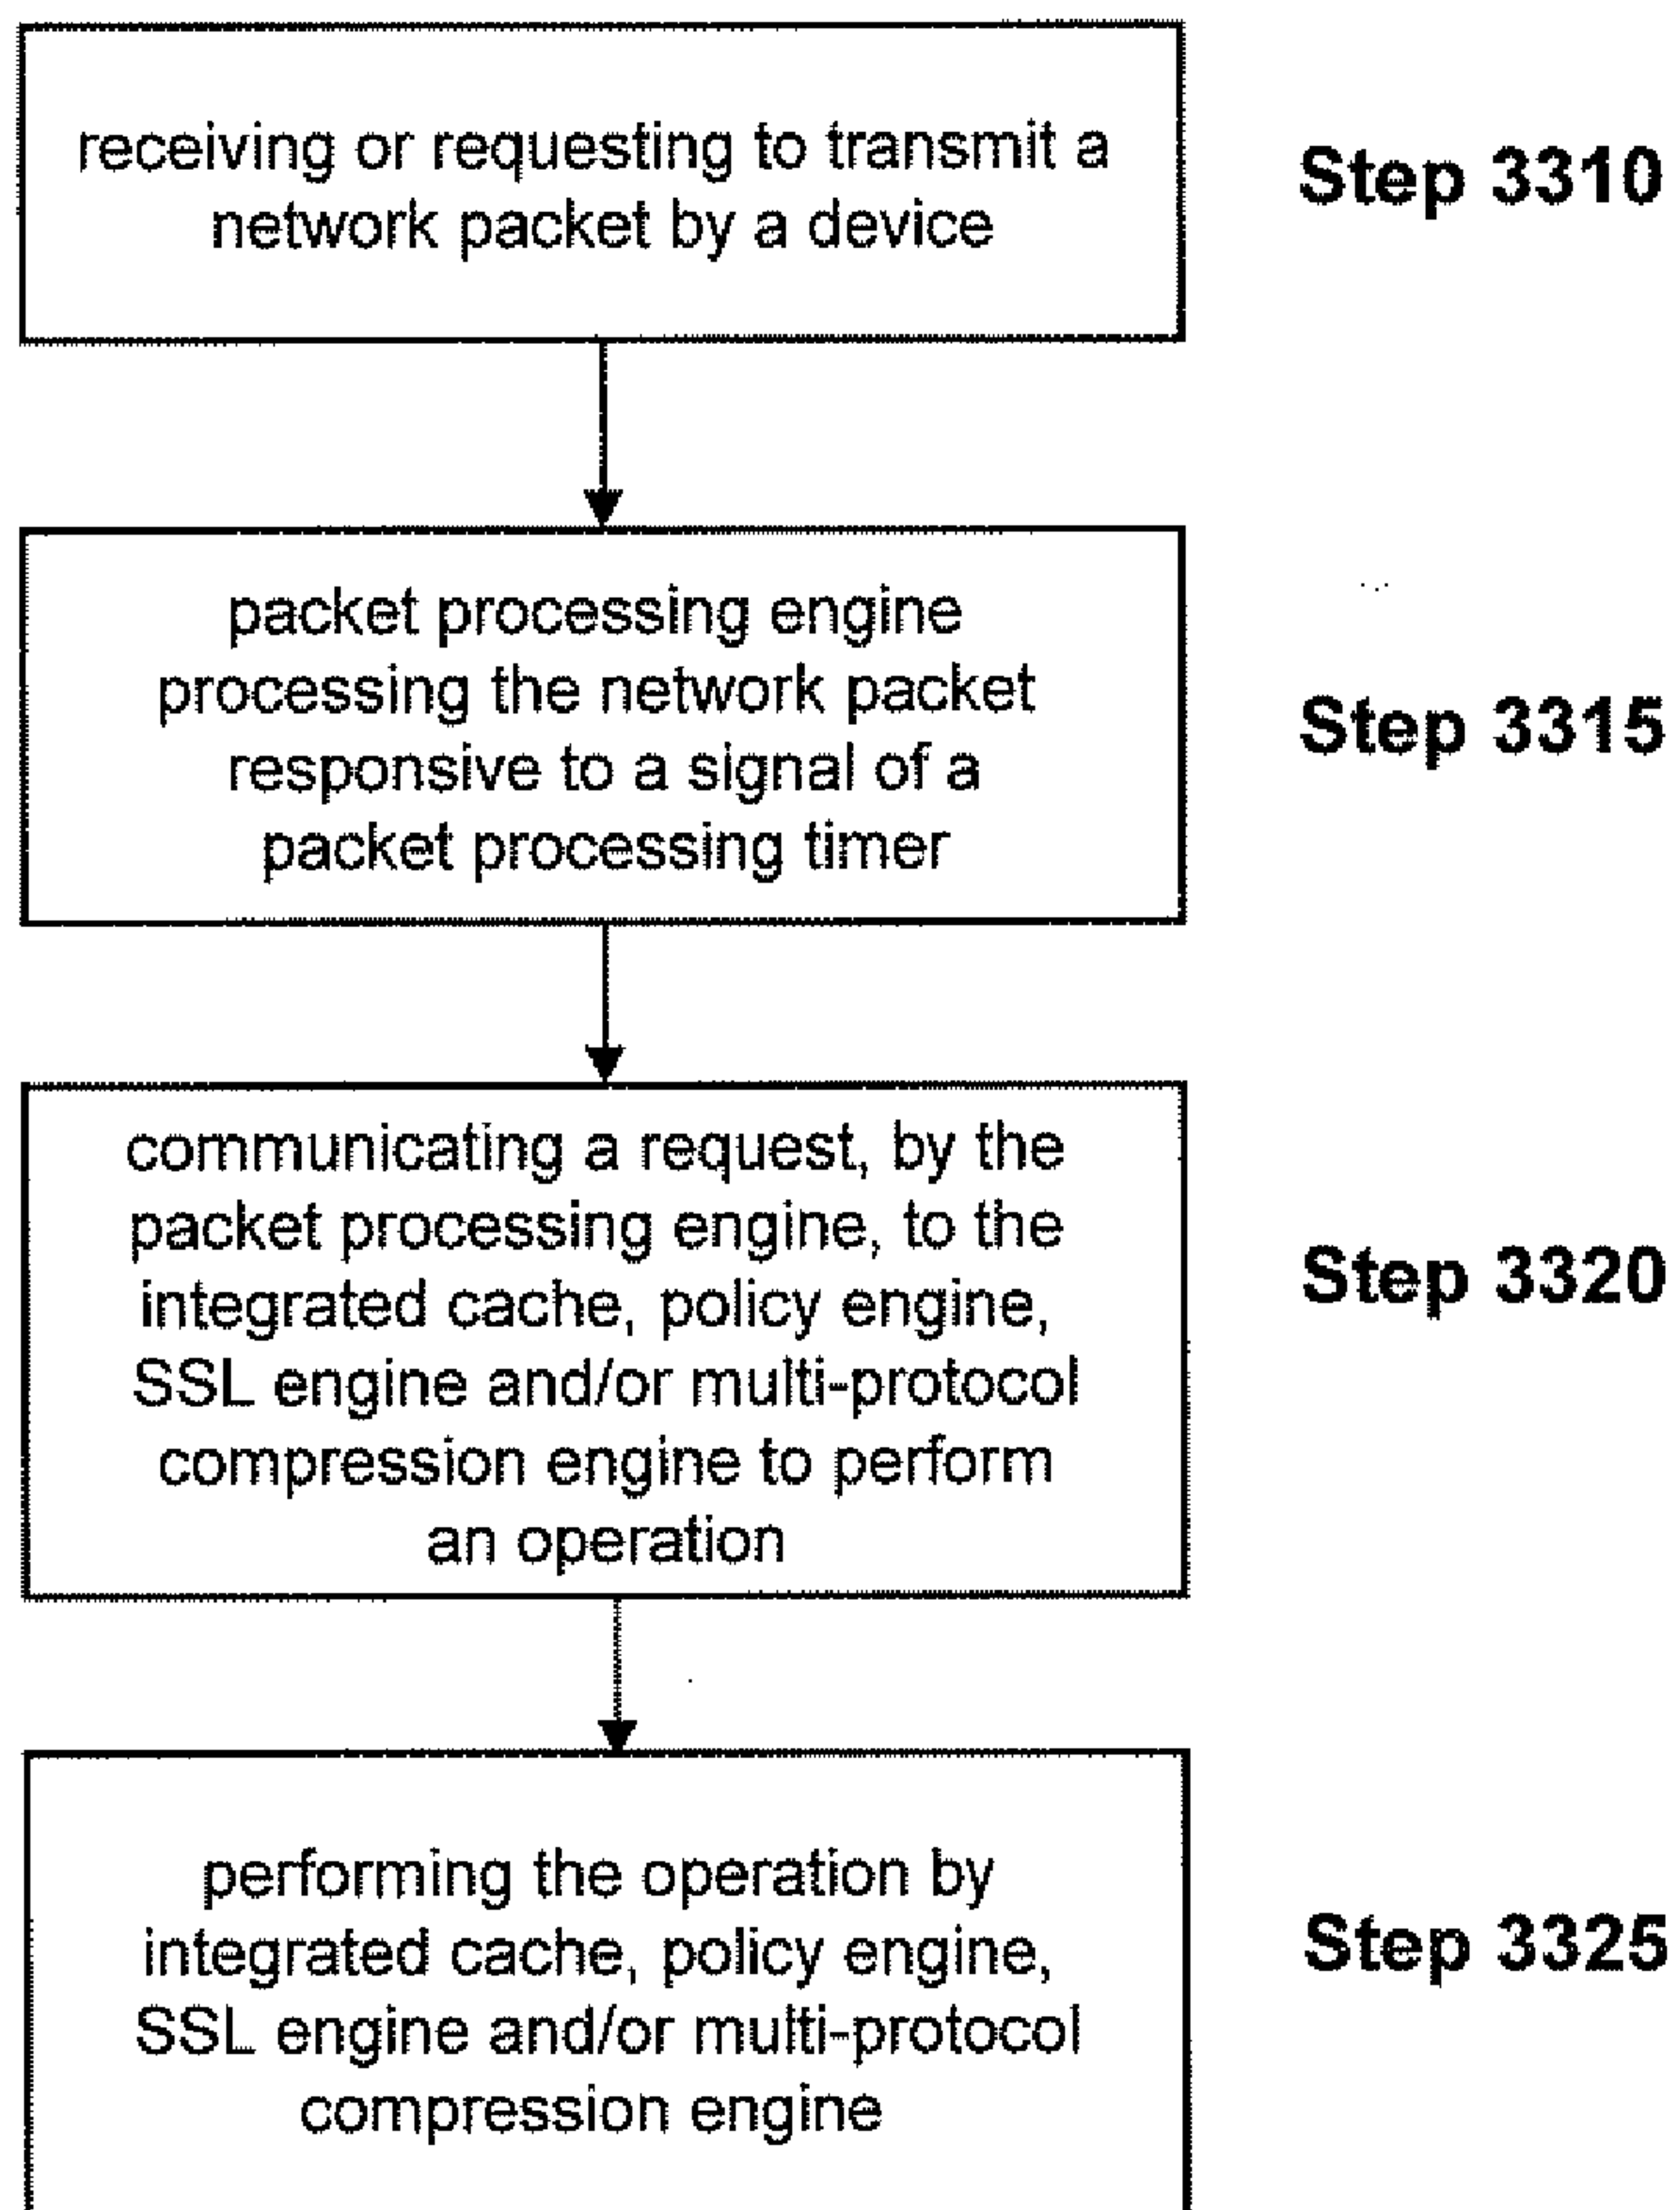 receiving or requesting to transmit a
network packet by a device
Step 3310
packet processing engine
processing the network packet
responsive to a signal of a
packet processing timer
Step 3315
communicating a request, by the
packet processing engine, to the
integrated cache, policy engine,
SSL engine and/or multi-protocol
compression engine to perform
an operation
Step 3320
performing the operation by
integrated cache, policy engine,
SSL engine and/or multi-protocol
compression engine
Step 3325